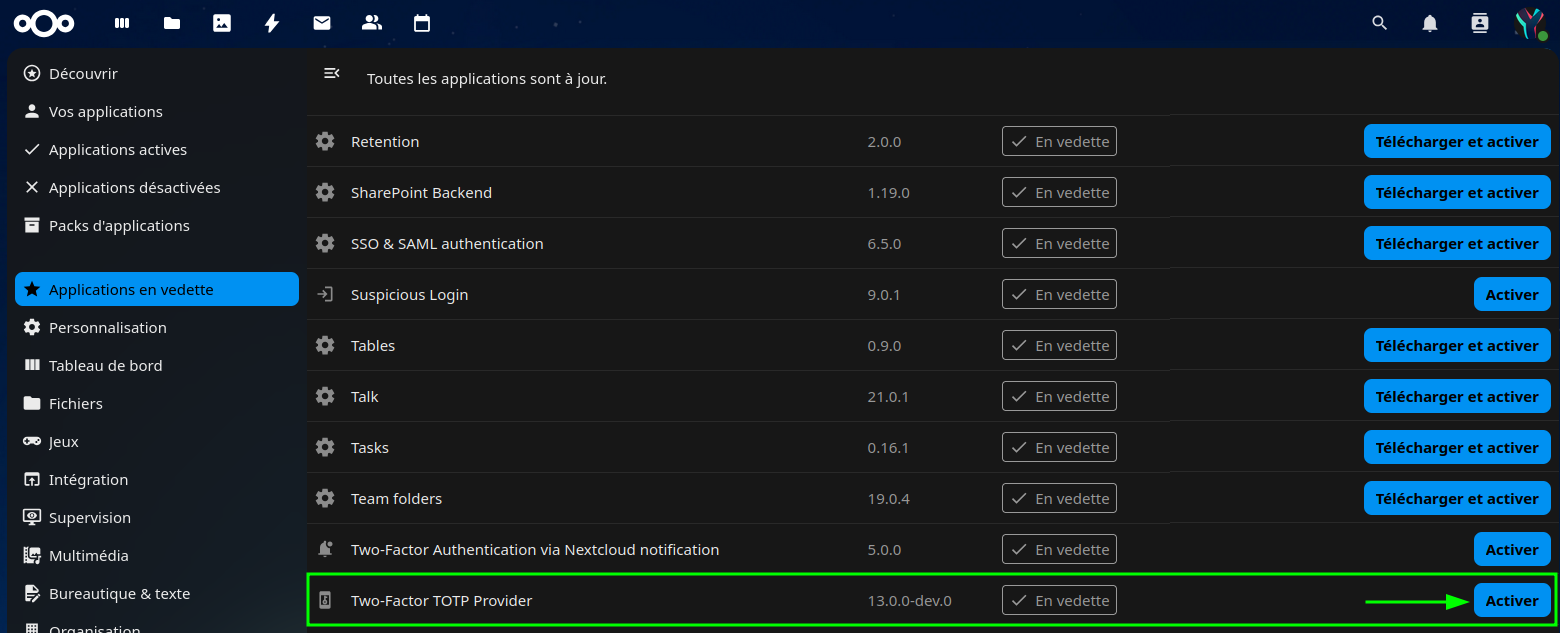 Découvrir
Vos applications
Applications actives
Applications désactivées
Packs d'applications
Applications en vedette
Personnalisation
Tableau de bord
Fichiers
Jeux
Intégration
Supervision
Multimédia
Bureautique & texte
Organisation
Toutes les applications sont à jour.
Retention 2.0.0 En vedette Télécharger et activer
SharePoint Backend 1.19.0 En vedette Télécharger et activer
SSO & SAML authentication 6.5.0 En vedette Télécharger et activer
Suspicious Login 9.0.1 En vedette Activer
Tables 0.9.0 En vedette Télécharger et activer
Talk 21.0.1 En vedette Télécharger et activer
Tasks 0.16.1 En vedette Télécharger et activer
Team folders 19.0.4 En vedette Télécharger et activer
Two-Factor Authentication via Nextcloud notification 5.0.0 En vedette Activer
Two-Factor TOTP Provider 13.0.0-dev.0 En vedette Activer